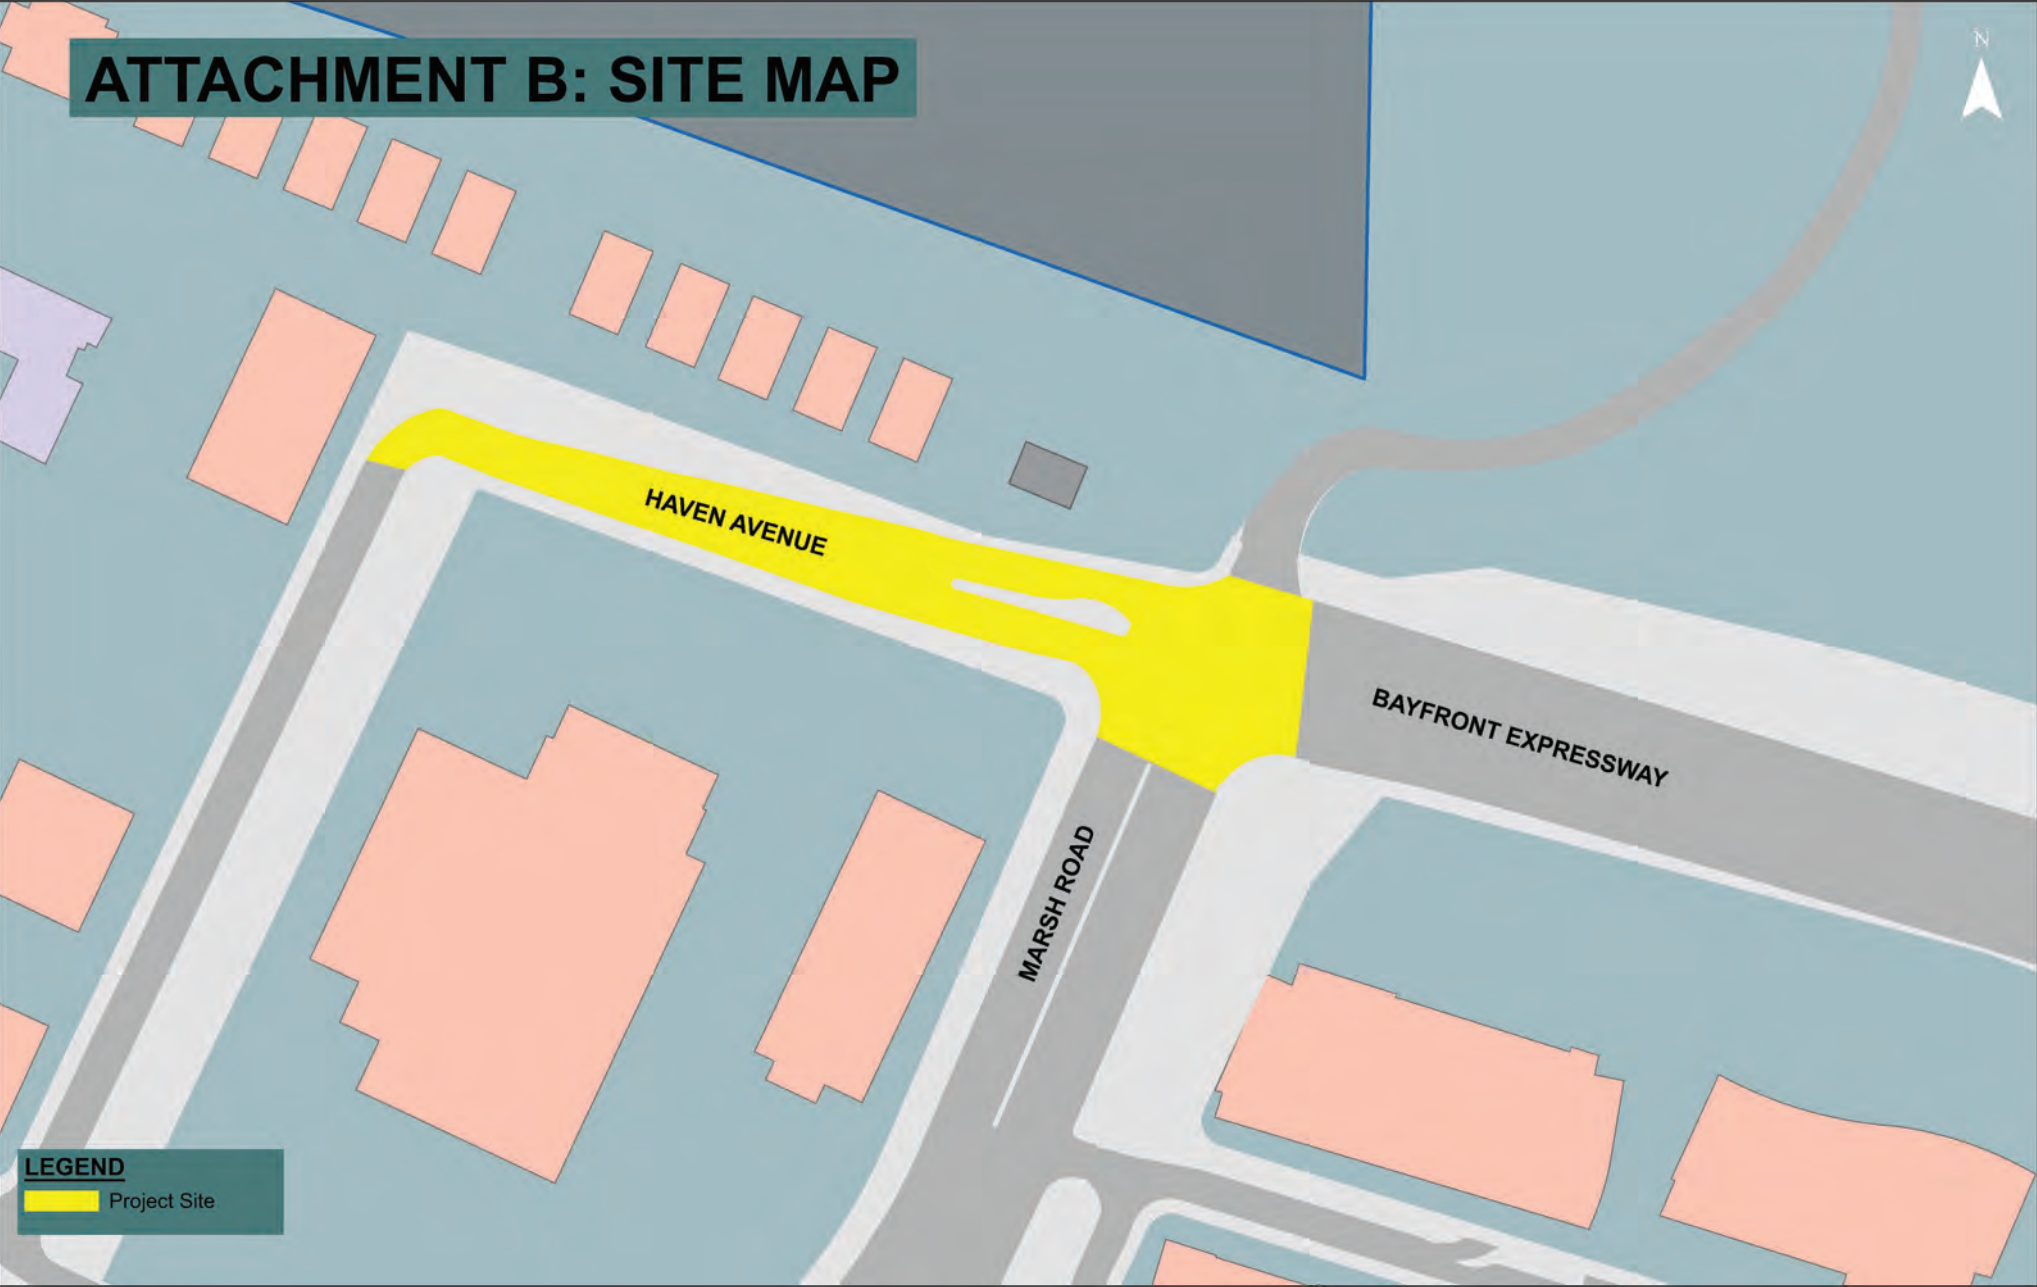 ATTACHMENT B: SITE MAP
N
HAVEN AVENUE
BAYFRONT EXPRESSWAY
MARSH ROAD
LEGEND
Project Site